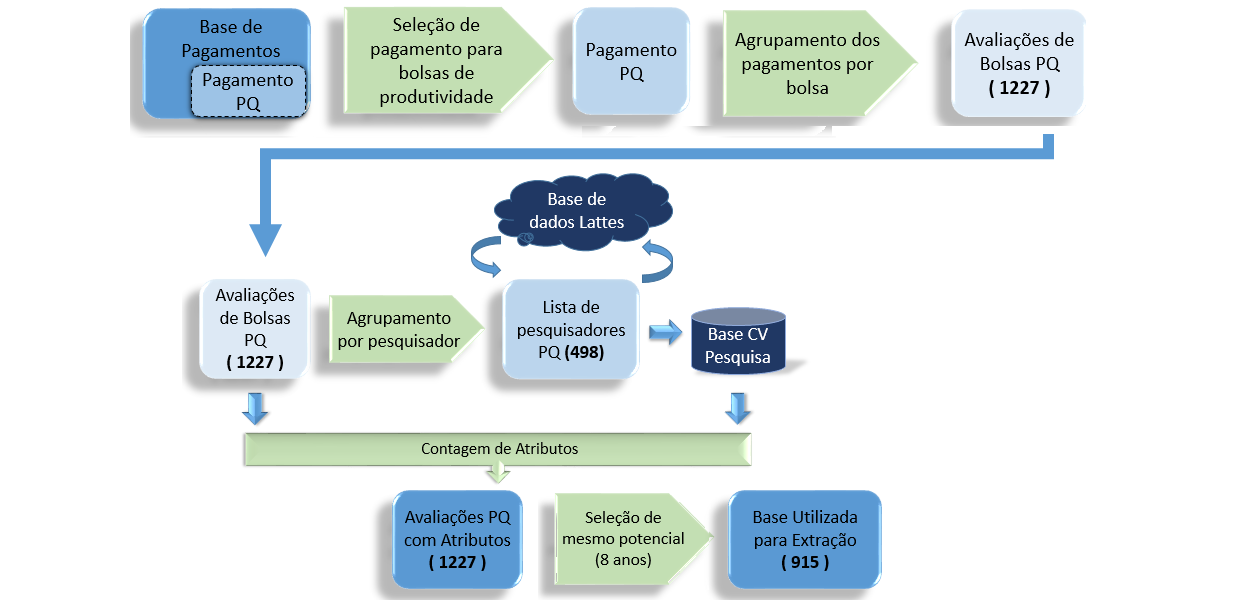 Base de
Pagamentos
Pagamento
PQ
Seleção de
pagamento para
bolsas de
produtividade
Pagamento
PQ
Agrupamento dos
pagamentos por
bolsa
Avaliações de
Bolsas PQ
( 1227 )
Base de
dados Lattes
Avaliações
de Bolsas
PQ
( 1227 )
Agrupamento
por pesquisador
Lista de
pesquisadores
PQ (498)
Base CV
Pesquisa
Contagem de Atributos
Avaliações PQ
com Atributos
( 1227 )
Seleção de
mesmo potencial
(8 anos)
Base Utilizada
para Extração
( 915 )